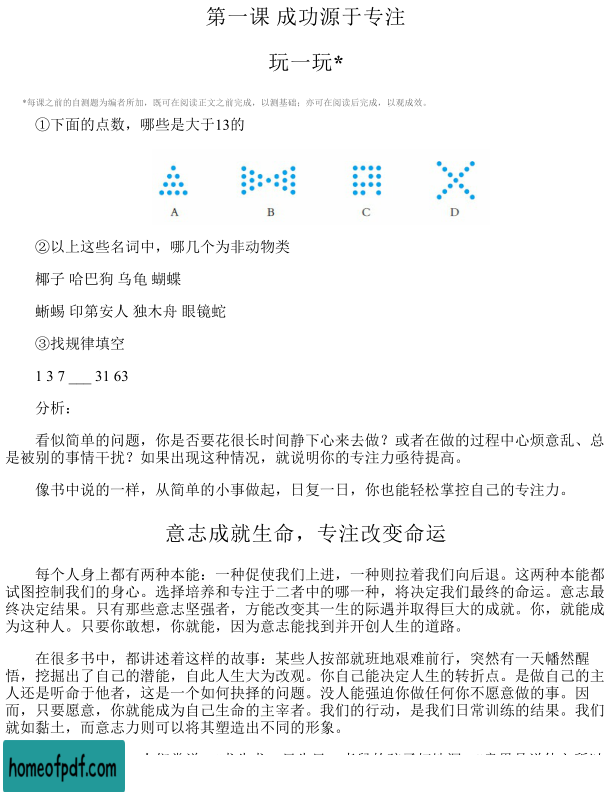 第一课 成功源于专注
玩一玩*
*每课之前的自测题为编者所加，既可在阅读正文之前完成，以测基础；亦可在阅读后完成，以观成效。
①下面的点数，哪些是大于13的
A B C D
②以上这些名词中，哪几个为非动物类
椰子 哈巴狗 乌龟 蝴蝶
蜥蜴 印第安人 独木舟 眼镜蛇
③找规律填空
1 3 7 ___ 31 63
分析：
看似简单的问题，你是否要花很长时间静下心来去做？或者在做的过程中心烦意乱、总
是被别的事情干扰？如果出现这种情况，就说明你的专注力亟待提高。
像书中说的一样，从简单的小事做起，日复一日，你也能轻松掌控自己的专注力。
意志成就生命，专注改变命运
每个人身上都有两种本能：一种促使我们上进，一种则拉着我们向后退。这两种本能都
试图控制我们的身心。选择培养和专注于二者中的哪一种，将决定我们最终的命运。意志最
终决定结果。只有那些意志坚强者，方能改变其一生的际遇并取得巨大的成就。你，就能成
为这种人。只要你敢想，你就能，因为意志能找到并开创人生的道路。
在很多书中，都讲述着这样的故事：某些人按部就班地艰难前行，突然有一天幡然醒
悟，挖掘出了自己的潜能，自此人生大为改观。你自己能决定人生的转折点。是做自己的主
人还是听命于他者，这是一个如何抉择的问题。没人能强迫你做任何你不愿意做的事。因
而，只要愿意，你就能成为自己生命的主宰者。我们的行动，是我们日常训练的结果。我们
就如黏土，而意志力则可以将其塑造出不同的形象。
homeofpdf.com